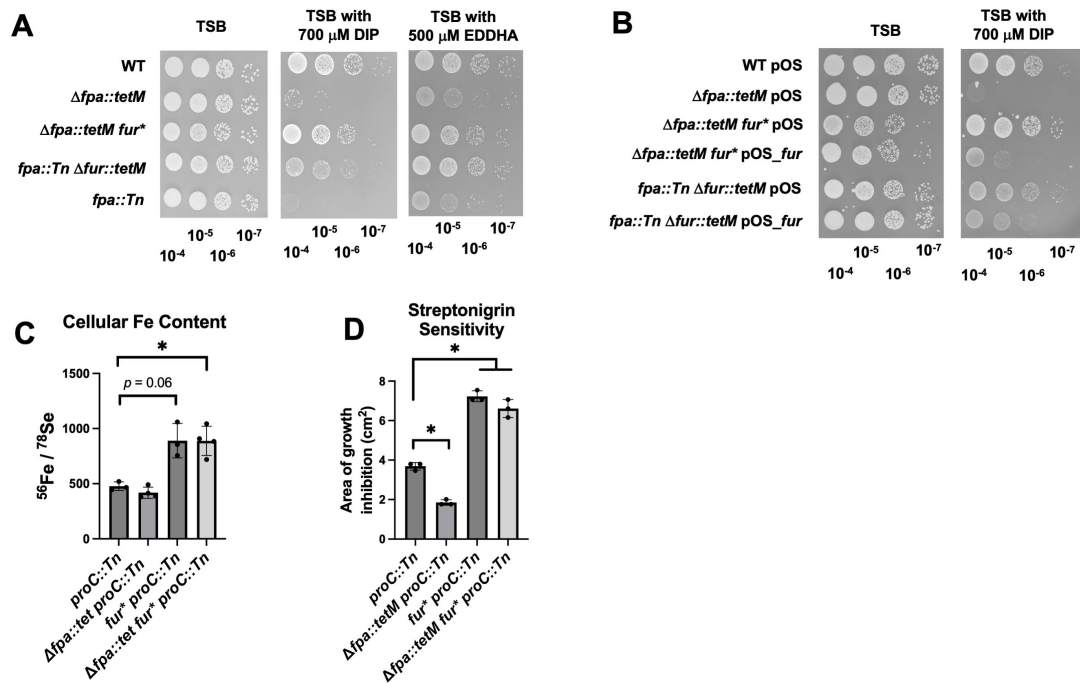 A
TSB
TSB with
700 μM DIP
TSB with
500 μM EDDHA
WT
Δfpa::tetM
Δfpa::tetM fur*
fpa::Tn Δfur::tetM
fpa::Tn
10-5 10-7
10-4 10-6
10-5 10-7
10-4 10-6
10-5 10-7
10-4 10-6
B
TSB
TSB with
700 μM DIP
WT pOS
Δfpa::tetM pOS
Δfpa::tetM fur* pOS
Δfpa::tetM fur* pOS_fur
fpa::Tn Δfur::tetM pOS
fpa::Tn Δfur::tetM pOS_fur
10-5 10-7
10-4 10-6
10-5 10-7
10-4 10-6
C
Cellular Fe Content
*
p = 0.06
1500
1000
500
0
56Fe / 78Se
proC::Tn
Δfpa::tet proC::Tn
fur* proC::Tn
Δfpa::tet fur* proC::Tn
D
Streptonigrin
Sensitivity
*
*
8
6
4
2
0
Area of growth
inhibition (cm2)
proC::Tn
Δfpa::tetM proC::Tn
fur* proC::Tn
Δfpa::tetM fur* proC::Tn